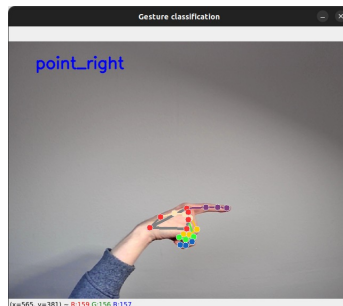 Gesture classification
point_right
(x=565, y=381) ~ R:159 G:156 B:157